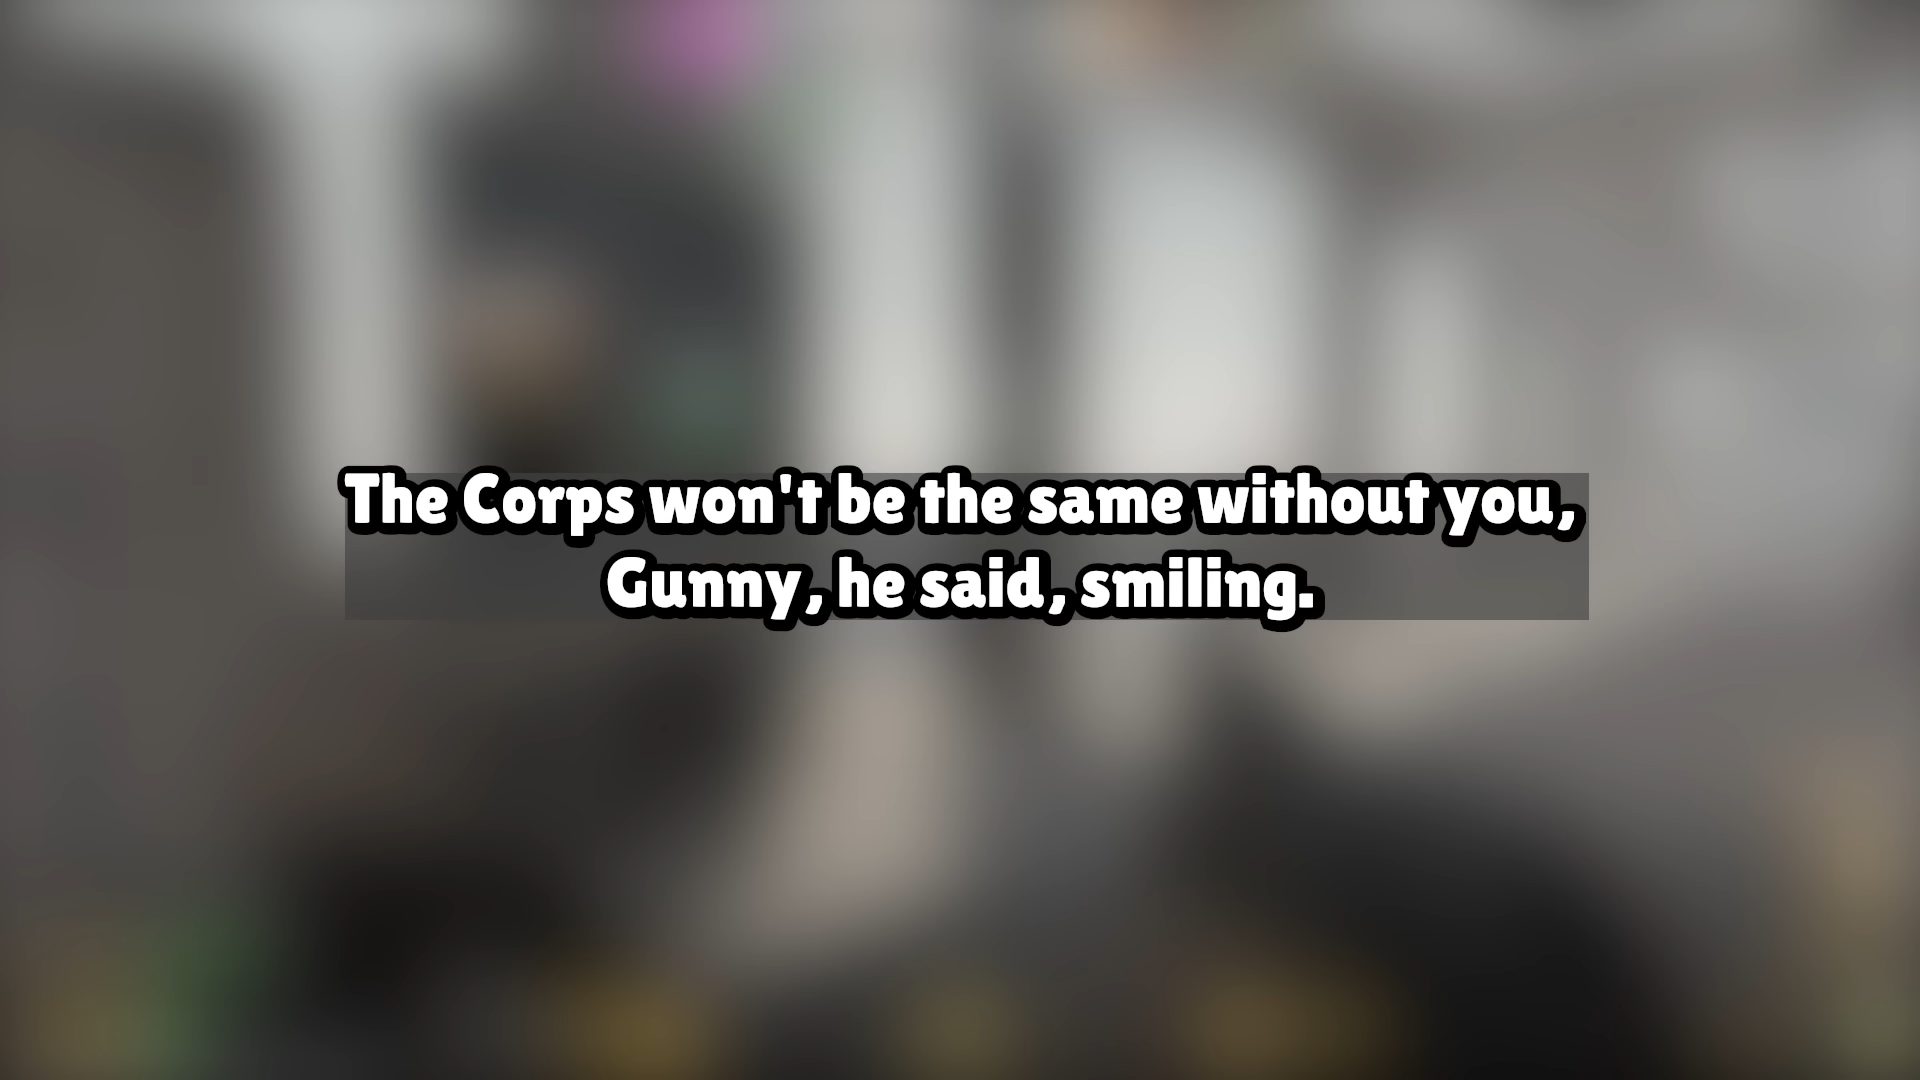 The Corps won't be the same without you,
Gunny, he said, smiling.